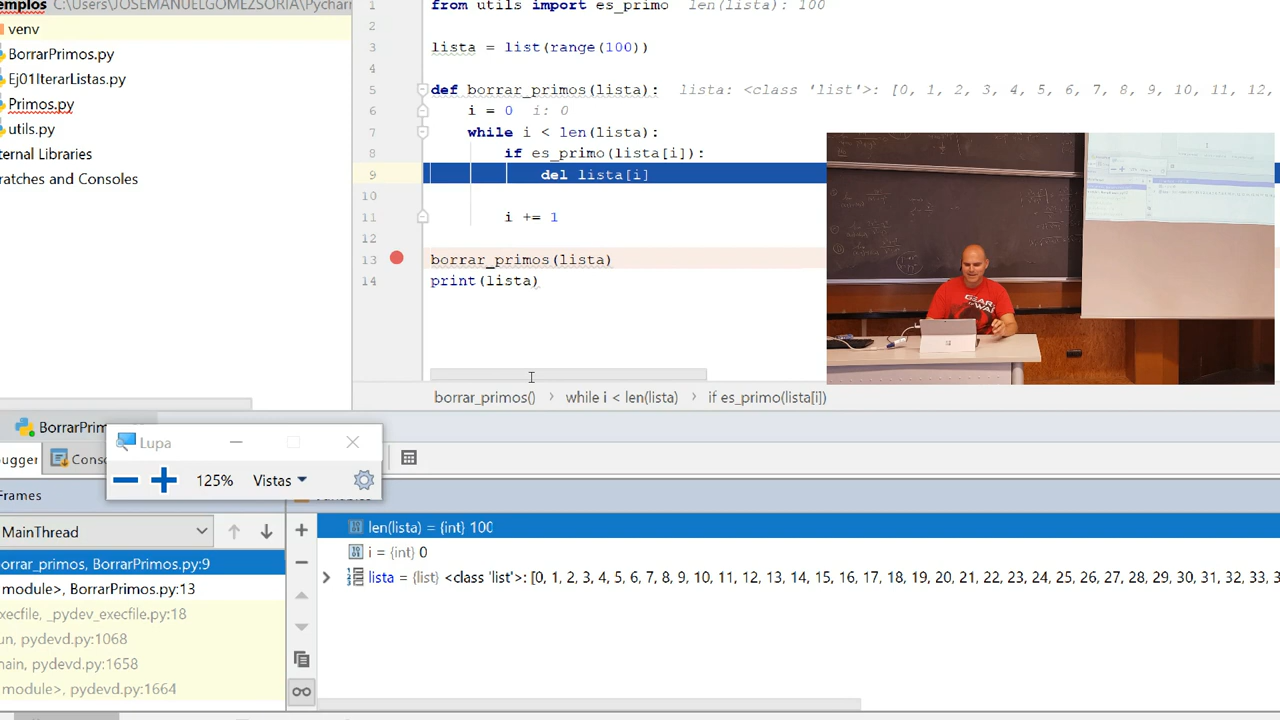 emplos C:\Users\JOSEMANUELGOMEZSORIA\Pycharm
venv
BorrarPrimos.py
Ej01IterarListas.py
Primos.py
utils.py
ternal Libraries
ratches and Consoles
1 from utils import es_primo len(lista): 100
2
3 lista = list(range(100))
4
5 def borrar_primos(lista): lista: <class 'list'>: [0, 1, 2, 3, 4, 5, 6, 7, 8, 9, 10, 11, 12,
6 i = 0 i: 0
7 while i < len(lista):
8 if es_primo(lista[i]):
9 del lista[i]
10
11 i += 1
12
13 borrar_primos(lista)
14 print(lista)
GEARS
borrar_primos() › while i < len(lista) › if es_primo(lista[i])
BorrarPrim
Lupa
ugger Conso
125% Vistas
Frames
MainThread
orrar_primos, BorrarPrimos.py:9
module>, BorrarPrimos.py:13
execfile, _pydev_execfile.py:18
un, pydevd.py:1068
main, pydevd.py:1658
module>, pydevd.py:1664
len(lista) = {int} 100
i = {int} 0
lista = {list} <class 'list'>: [0, 1, 2, 3, 4, 5, 6, 7, 8, 9, 10, 11, 12, 13, 14, 15, 16, 17, 18, 19, 20, 21, 22, 23, 24, 25, 26, 27, 28, 29, 30, 31, 32, 33, 3